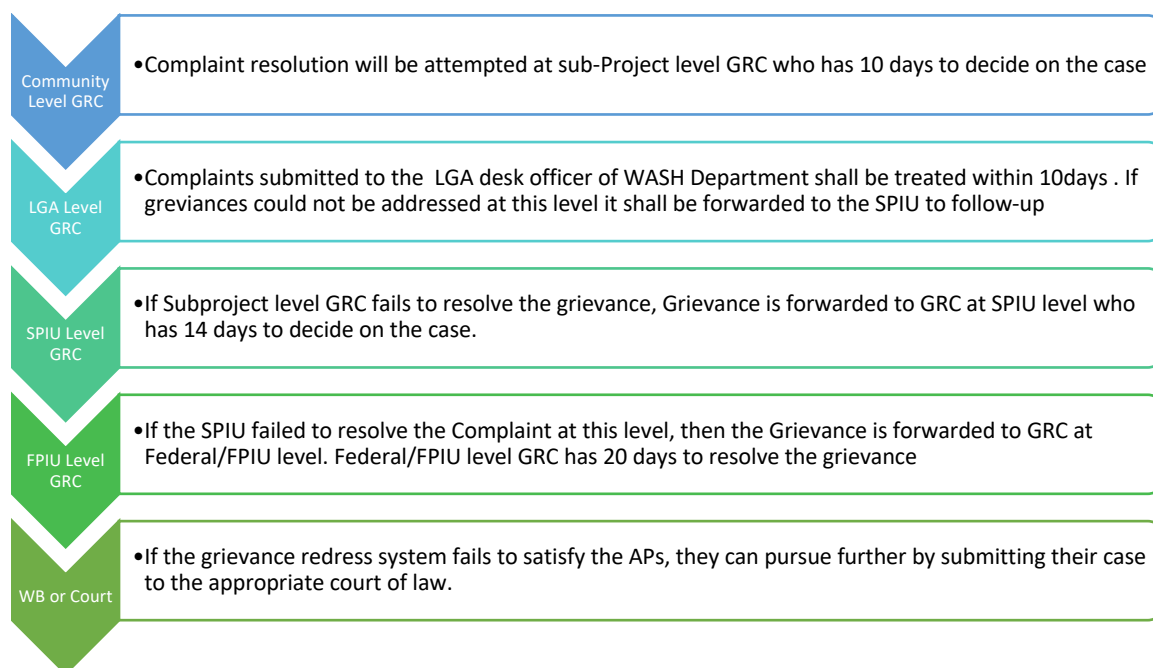 Community
Level GRC
•Complaint resolution will be attempted at sub-Project level GRC who has 10 days to decide on the case
LGA Level
GRC
•Complaints submitted to the LGA desk officer of WASH Department shall be treated within 10days . If
greviances could not be addressed at this level it shall be forwarded to the SPIU to follow-up
SPIU Level
GRC
•If Subproject level GRC fails to resolve the grievance, Grievance is forwarded to GRC at SPIU level who
has 14 days to decide on the case.
FPIU Level
GRC
•If the SPIU failed to resolve the Complaint at this level, then the Grievance is forwarded to GRC at
Federal/FPIU level. Federal/FPIU level GRC has 20 days to resolve the grievance
WB or Court
•If the grievance redress system fails to satisfy the APs, they can pursue further by submitting their case
to the appropriate court of law.